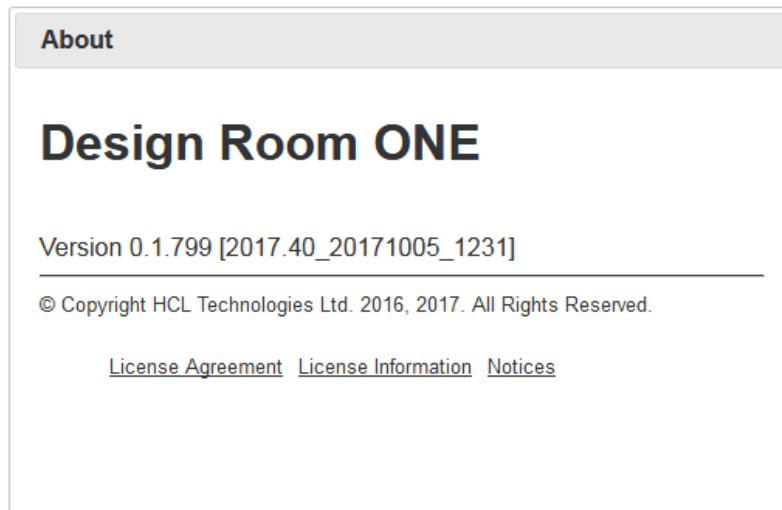 About
Design Room ONE
Version 0.1.799 [2017.40_20171005_1231]
© Copyright HCL Technologies Ltd. 2016, 2017. All Rights Reserved.
License Agreement License Information Notices